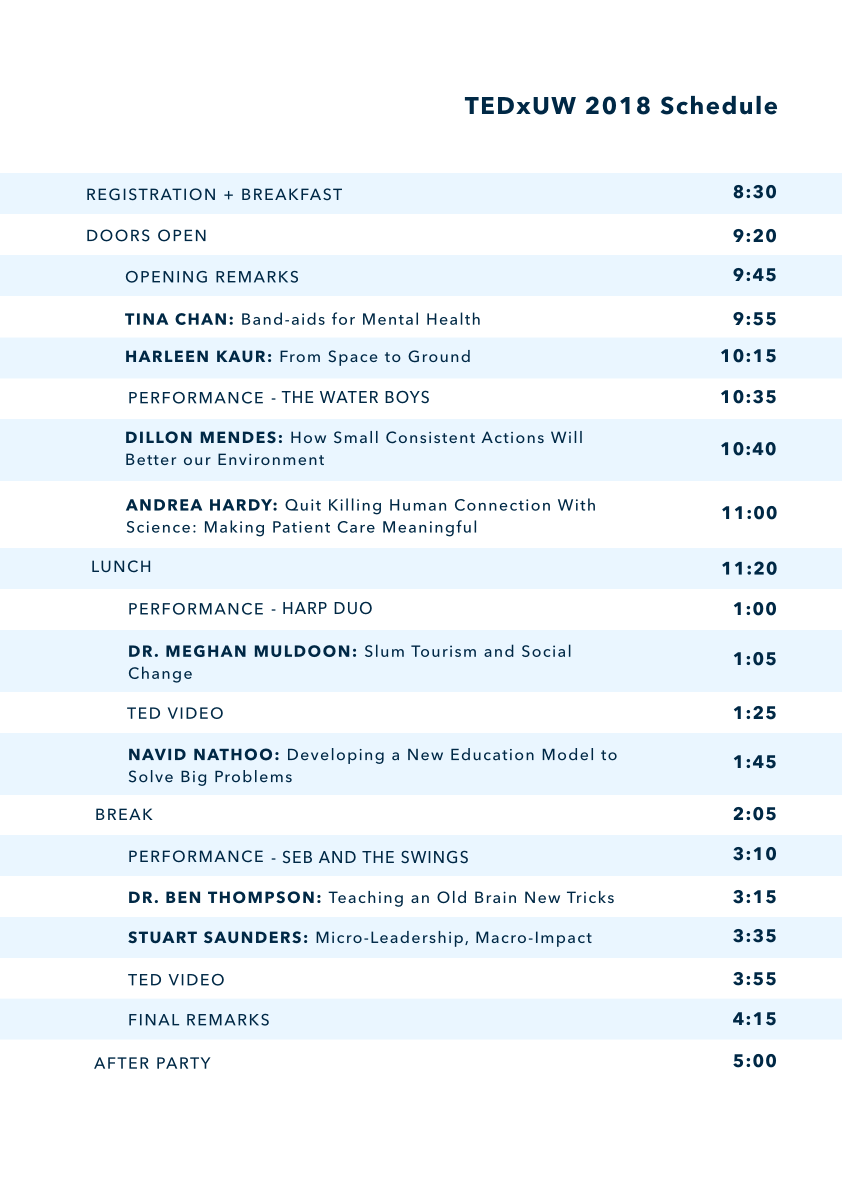 TEDxUW 2018 Schedule
REGISTRATION + BREAKFAST 8:30
DOORS OPEN 9:20
OPENING REMARKS 9:45
TINA CHAN: Band-aids for Mental Health 9:55
HARLEEN KAUR: From Space to Ground 10:15
PERFORMANCE - THE WATER BOYS 10:35
DILLON MENDES: How Small Consistent Actions Will
Better our Environment 10:40
ANDREA HARDY: Quit Killing Human Connection With
Science: Making Patient Care Meaningful 11:00
LUNCH 11:20
PERFORMANCE - HARP DUO 1:00
DR. MEGHAN MULDOON: Slum Tourism and Social
Change 1:05
TED VIDEO 1:25
NAVID NATHOO: Developing a New Education Model to
Solve Big Problems 1:45
BREAK 2:05
PERFORMANCE - SEB AND THE SWINGS 3:10
DR. BEN THOMPSON: Teaching an Old Brain New Tricks 3:15
STUART SAUNDERS: Micro-Leadership, Macro-Impact 3:35
TED VIDEO 3:55
FINAL REMARKS 4:15
AFTER PARTY 5:00